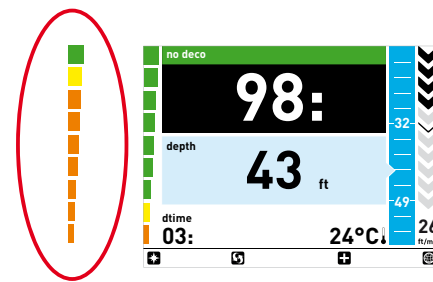 no deco
98:
32
depth
43 ft
49
dtime
03: 24°C
26
ft/m